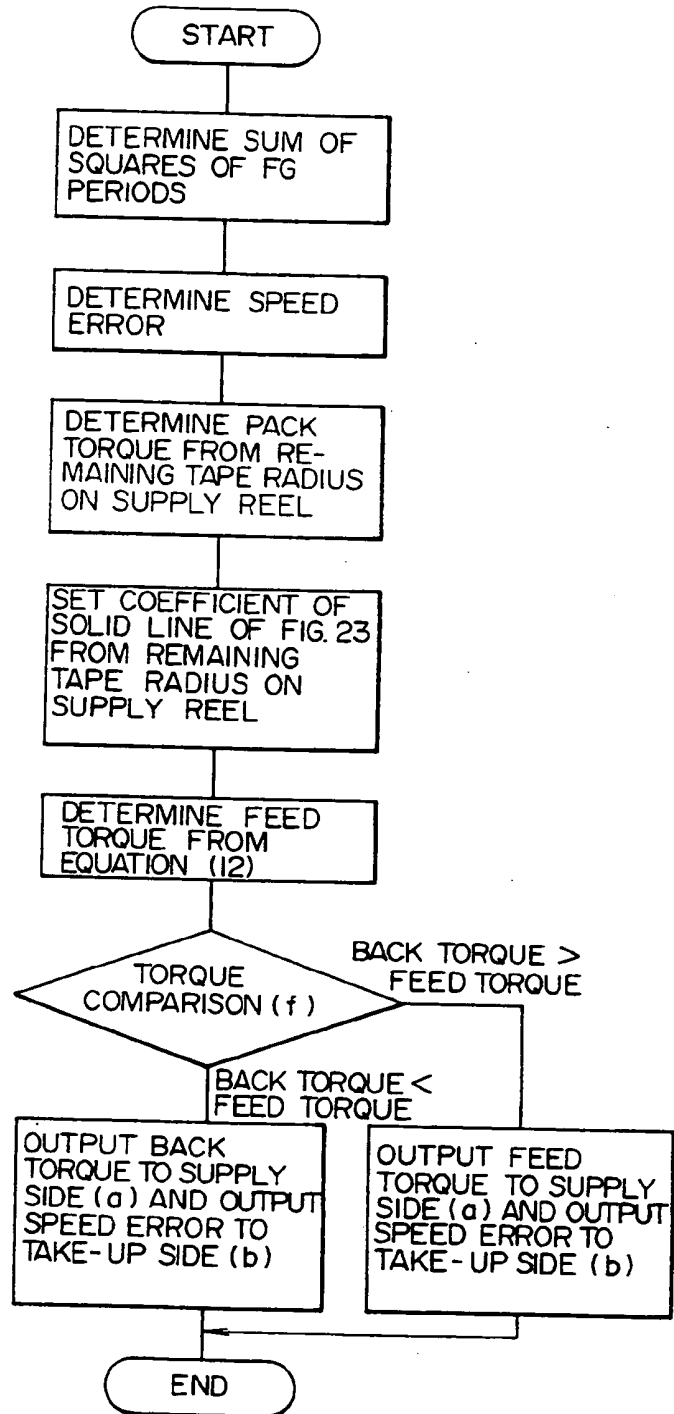 START
DETERMINE SUM OF
SQUARES OF FG
PERIODS
DETERMINE SPEED
ERROR
DETERMINE PACK
TORQUE FROM RE-
MAINING TAPE RADIUS
ON SUPPLY REEL
SET COEFFICIENT OF
SOLID LINE OF FIG. 23
FROM REMAINING
TAPE RADIUS ON
SUPPLY REEL
DETERMINE FEED
TORQUE FROM
EQUATION (12)
TORQUE
COMPARISON (f)
BACK TORQUE >
FEED TORQUE
BACK TORQUE <
FEED TORQUE
OUTPUT BACK
TORQUE TO SUPPLY
SIDE (a) AND OUTPUT
SPEED ERROR TO
TAKE-UP SIDE (b)
OUTPUT FEED
TORQUE TO SUPPLY
SIDE (a) AND OUTPUT
SPEED ERROR TO
TAKE-UP SIDE (b)
END